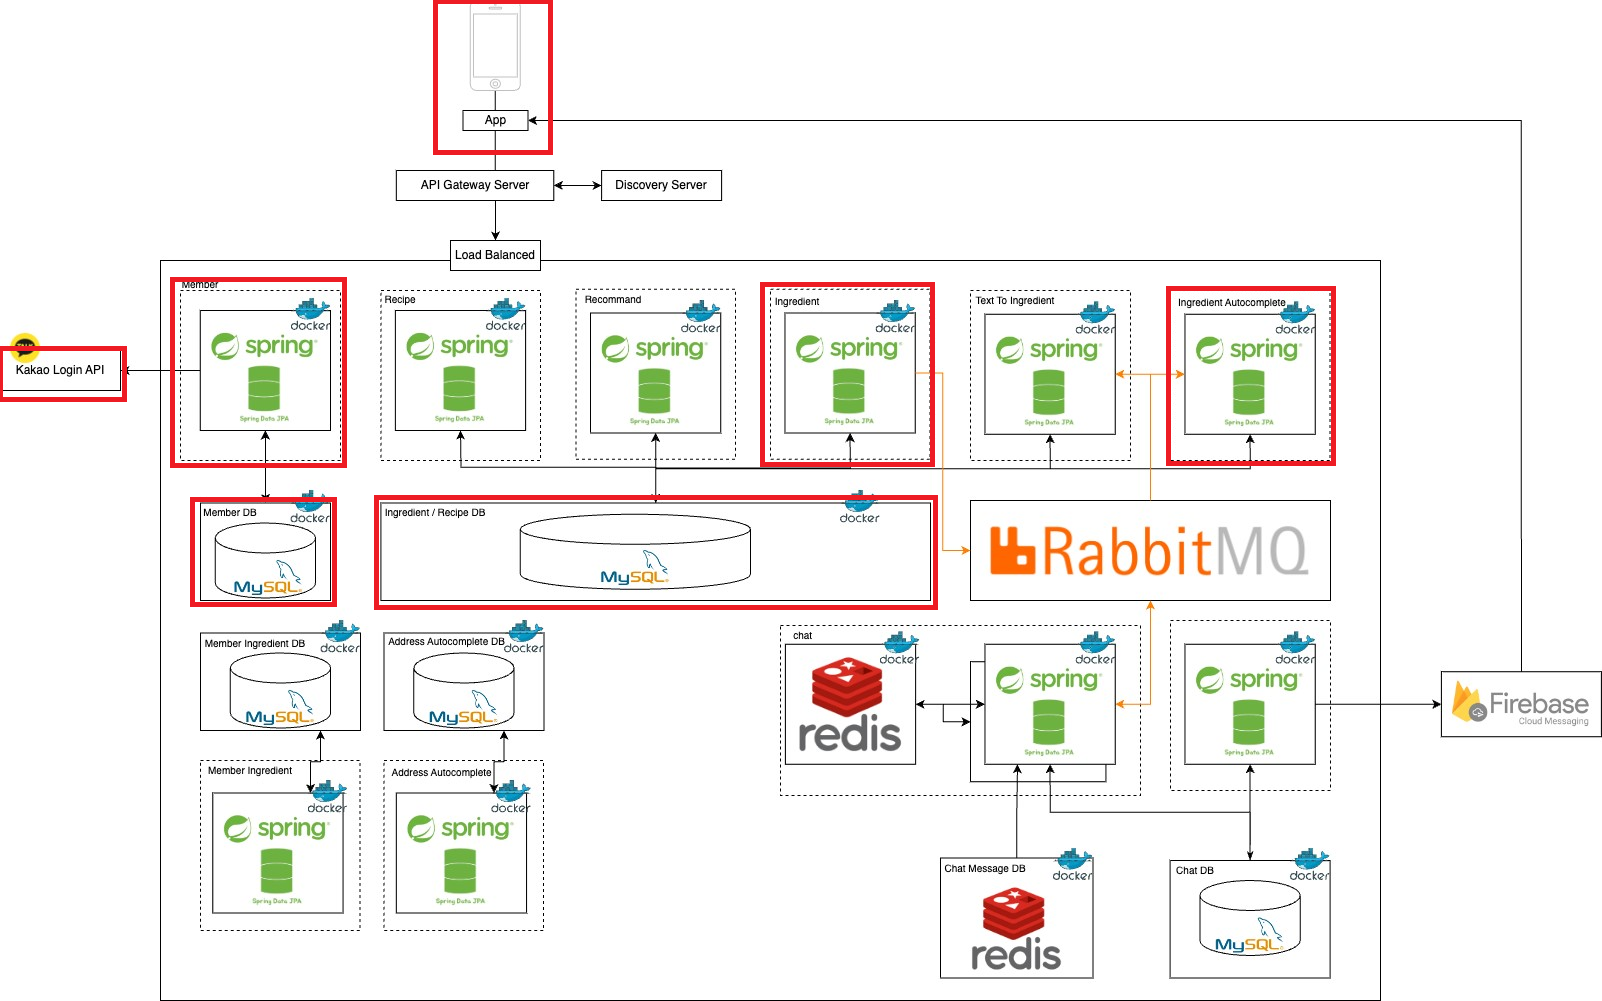 App
API Gateway Server
Discovery Server
Load Balanced
Member
docker
spring
Spring Data JPA
Recipe
docker
spring
Spring Data JPA
Recommand
docker
spring
Spring Data JPA
Ingredient
docker
spring
Spring Data JPA
Text To Ingredient
docker
spring
Spring Data JPA
Ingredient Autocomplete
docker
spring
Spring Data JPA
Kakao Login API
Member DB
docker
MySQL
Ingredient / Recipe DB
docker
MySQL
RabbitMQ
Member Ingredient DB
docker
MySQL
Address Autocomplete DB
docker
MySQL
chat
docker
redis
docker
spring
Spring Data JPA
docker
spring
Spring Data JPA
Firebase
Cloud Messaging
Member Ingredient
docker
spring
Spring Data JPA
Address Autocomplete
docker
spring
Spring Data JPA
Chat Message DB
docker
redis
Chat DB
docker
MySQL